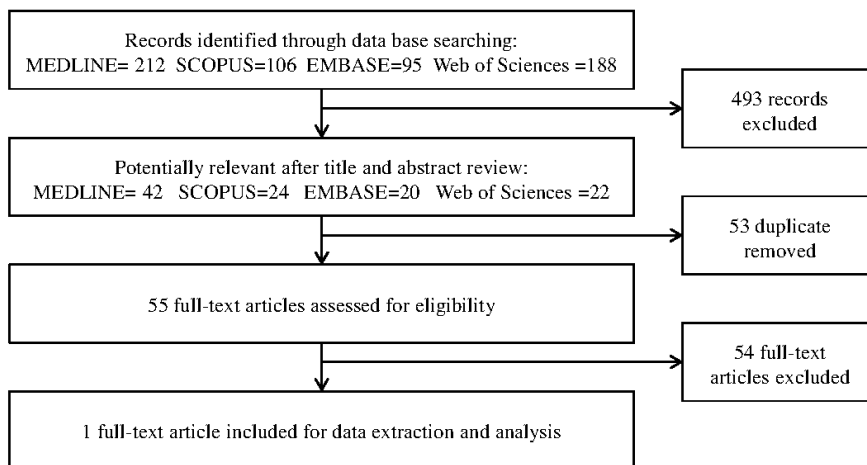 Records identified through data base searching:
MEDLINE= 212 SCOPUS=106 EMBASE=95 Web of Sciences =188
493 records
excluded
Potentially relevant after title and abstract review:
MEDLINE= 42 SCOPUS=24 EMBASE=20 Web of Sciences =22
53 duplicate
removed
55 full-text articles assessed for eligibility
54 full-text
articles excluded
1 full-text article included for data extraction and analysis